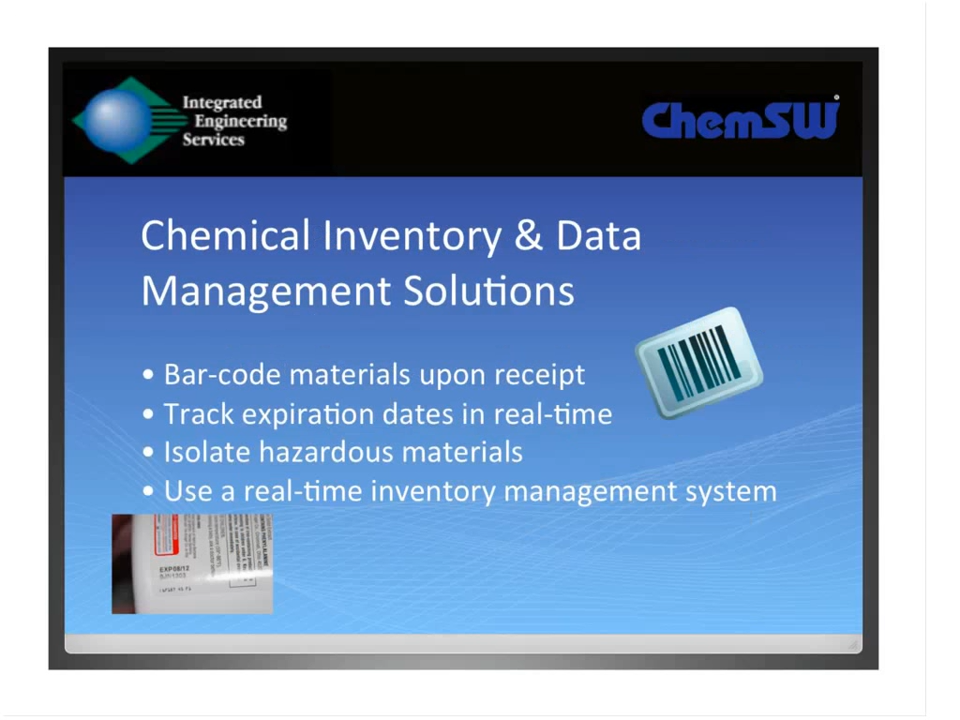 Integrated
Engineering
Services
ChemSW®
Chemical Inventory & Data
Management Solutions
• Bar-code materials upon receipt
• Track expiration dates in real-time
• Isolate hazardous materials
• Use a real-time inventory management system
EXP08/12